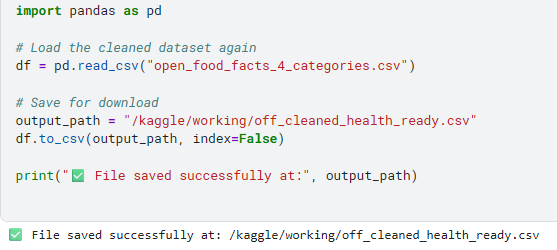 import pandas as pd
# Load the cleaned dataset again
df = pd.read_csv("open_food_facts_4_categories.csv")
# Save for download
output_path = "/kaggle/working/off_cleaned_health_ready.csv"
df.to_csv(output_path, index=False)
print("✅ File saved successfully at:", output_path)
✅ File saved successfully at: /kaggle/working/off_cleaned_health_ready.csv